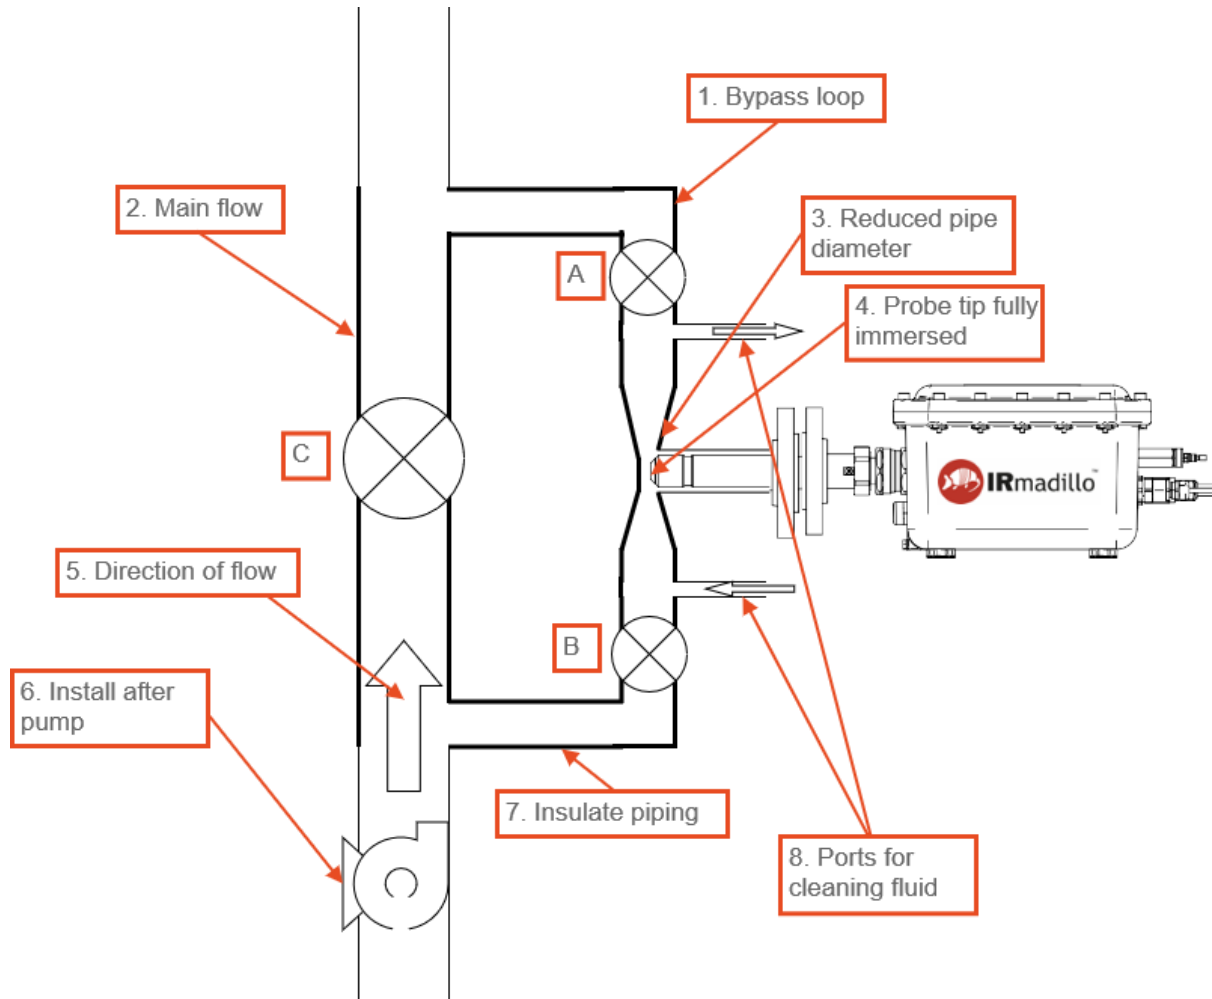 1. Bypass loop
2. Main flow
3. Reduced pipe
diameter
A
4. Probe tip fully
immersed
C
IRmadillo™
5. Direction of flow
B
6. Install after
pump
7. Insulate piping
8. Ports for
cleaning fluid